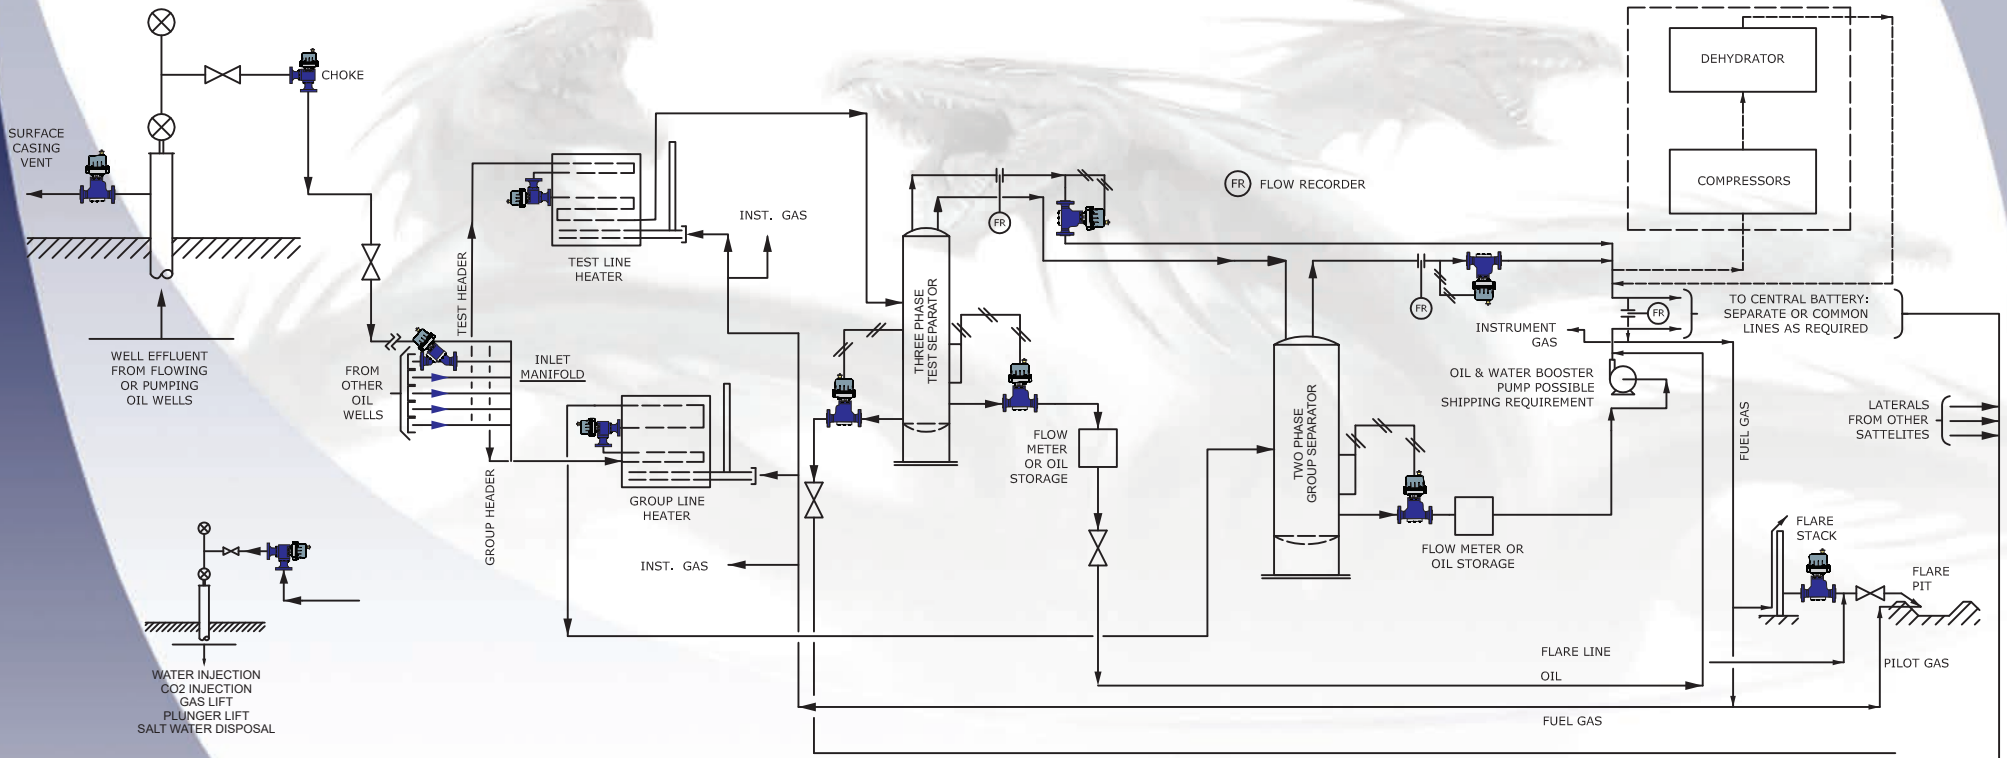 SURFACE
CASING
VENT
CHOKE
WELL EFFLUENT
FROM FLOWING
OR PUMPING
OIL WELLS
FROM
OTHER
OIL
WELLS
TEST HEADER
GROUP HEADER
INLET
MANIFOLD
TEST LINE
HEATER
GROUP LINE
HEATER
INST. GAS
INST. GAS
THREE PHASE
TEST SEPARATOR
FR
FR
FLOW RECORDER
FLOW
METER
OR OIL
STORAGE
TWO PHASE
GROUP SEPARATOR
FR
FLOW METER OR
OIL STORAGE
DEHYDRATOR
COMPRESSORS
FR
TO CENTRAL BATTERY:
SEPARATE OR COMMON
LINES AS REQUIRED
INSTRUMENT
GAS
OIL & WATER BOOSTER
PUMP POSSIBLE
SHIPPING REQUIREMENT
FUEL GAS
LATERALS
FROM OTHER
SATTELITES
FLARE
STACK
FLARE
PIT
PILOT GAS
FLARE LINE
OIL
FUEL GAS
WATER INJECTION
CO2 INJECTION
GAS LIFT
PLUNGER LIFT
SALT WATER DISPOSAL